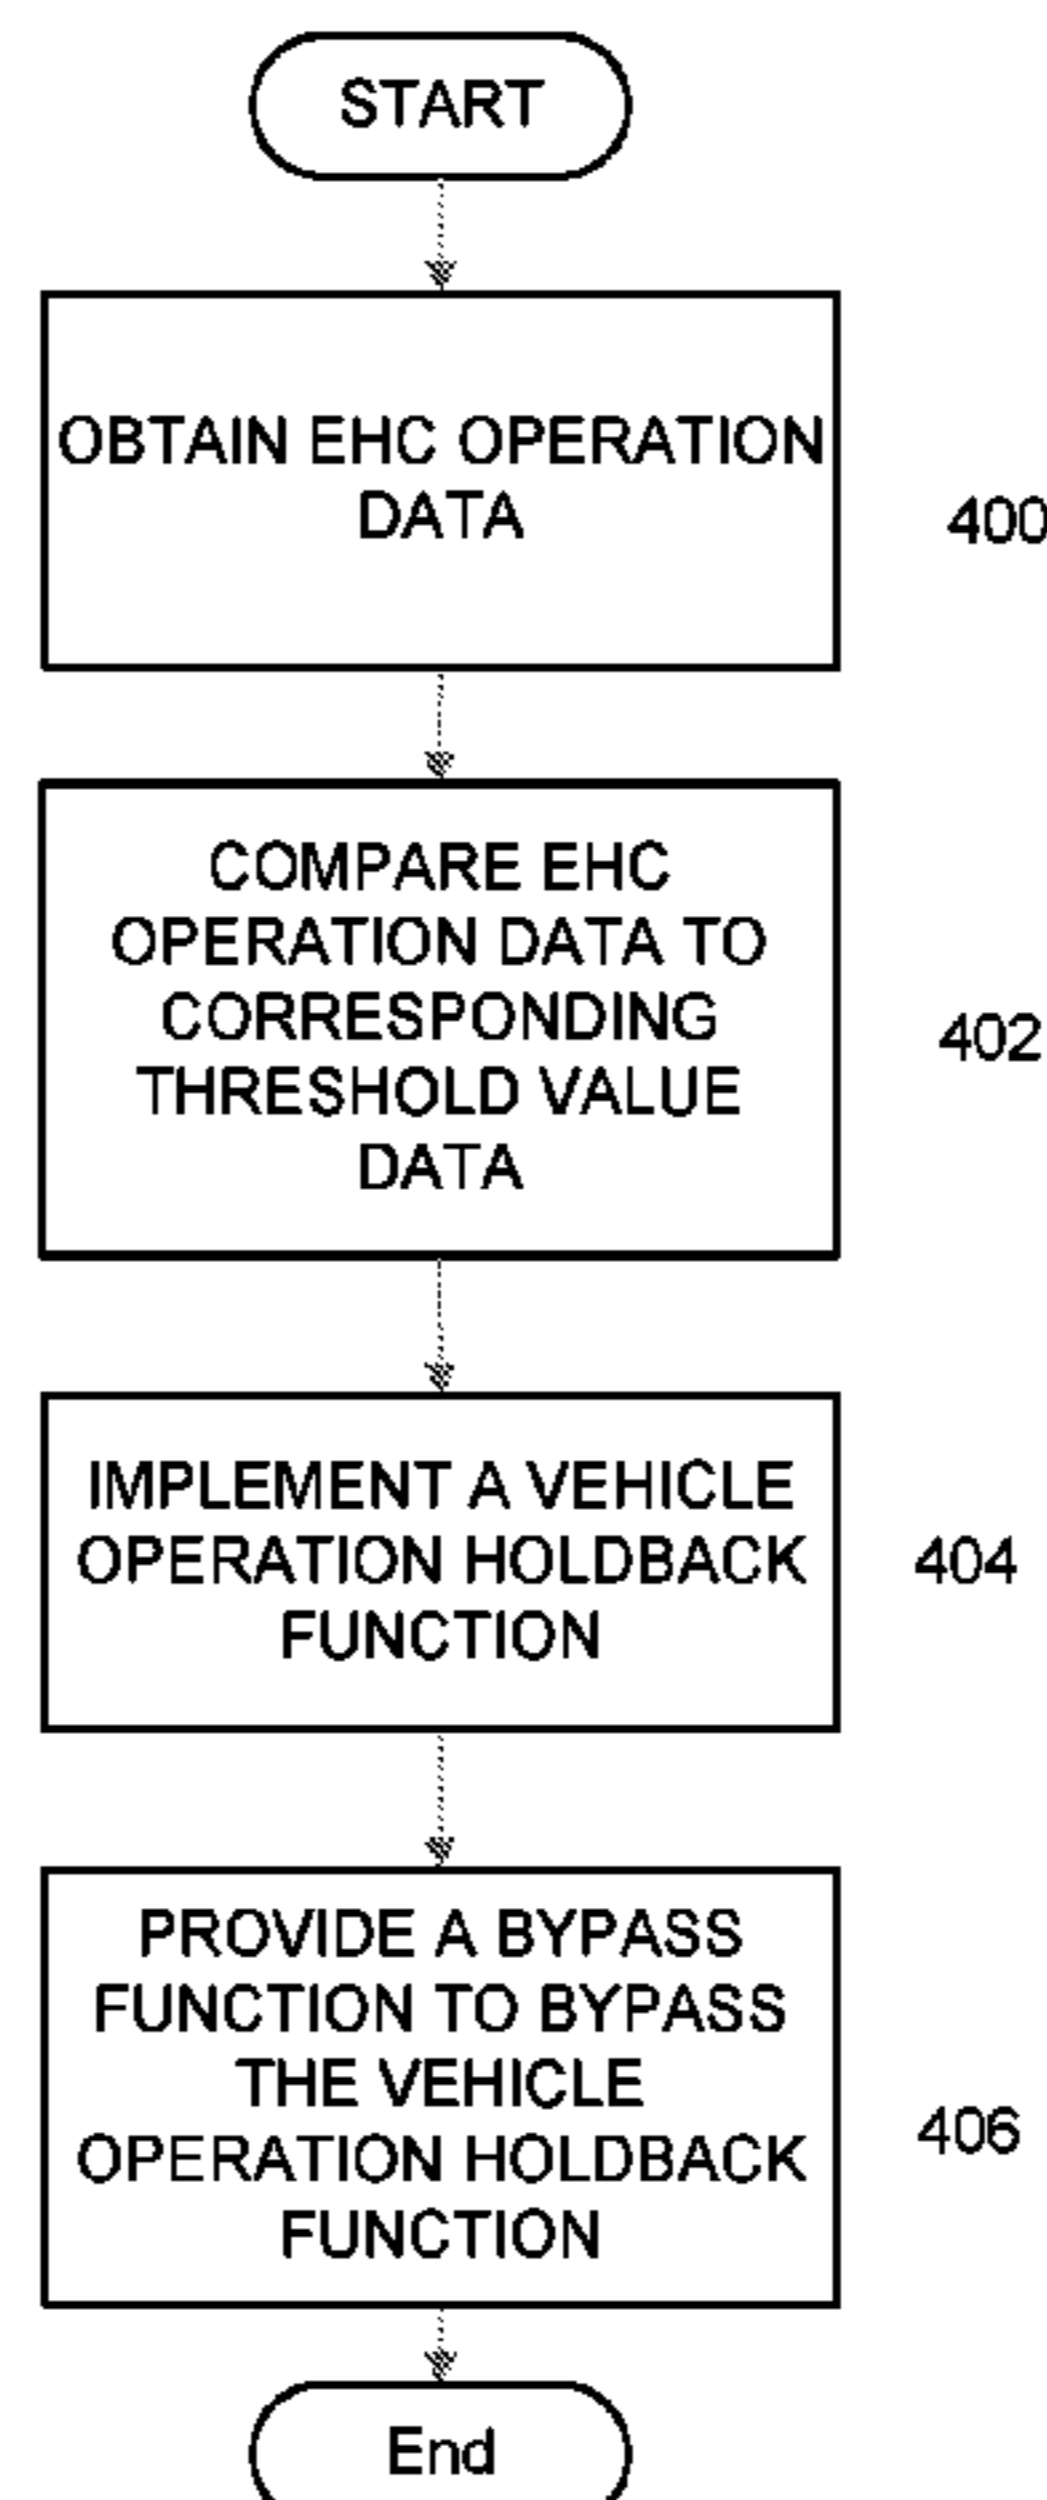 START
OBTAIN EHC OPERATION
DATA
400
COMPARE EHC
OPERATION DATA TO
CORRESPONDING
THRESHOLD VALUE
DATA
402
IMPLEMENT A VEHICLE
OPERATION HOLDBACK
FUNCTION
404
PROVIDE A BYPASS
FUNCTION TO BYPASS
THE VEHICLE
OPERATION HOLDBACK
FUNCTION
406
End